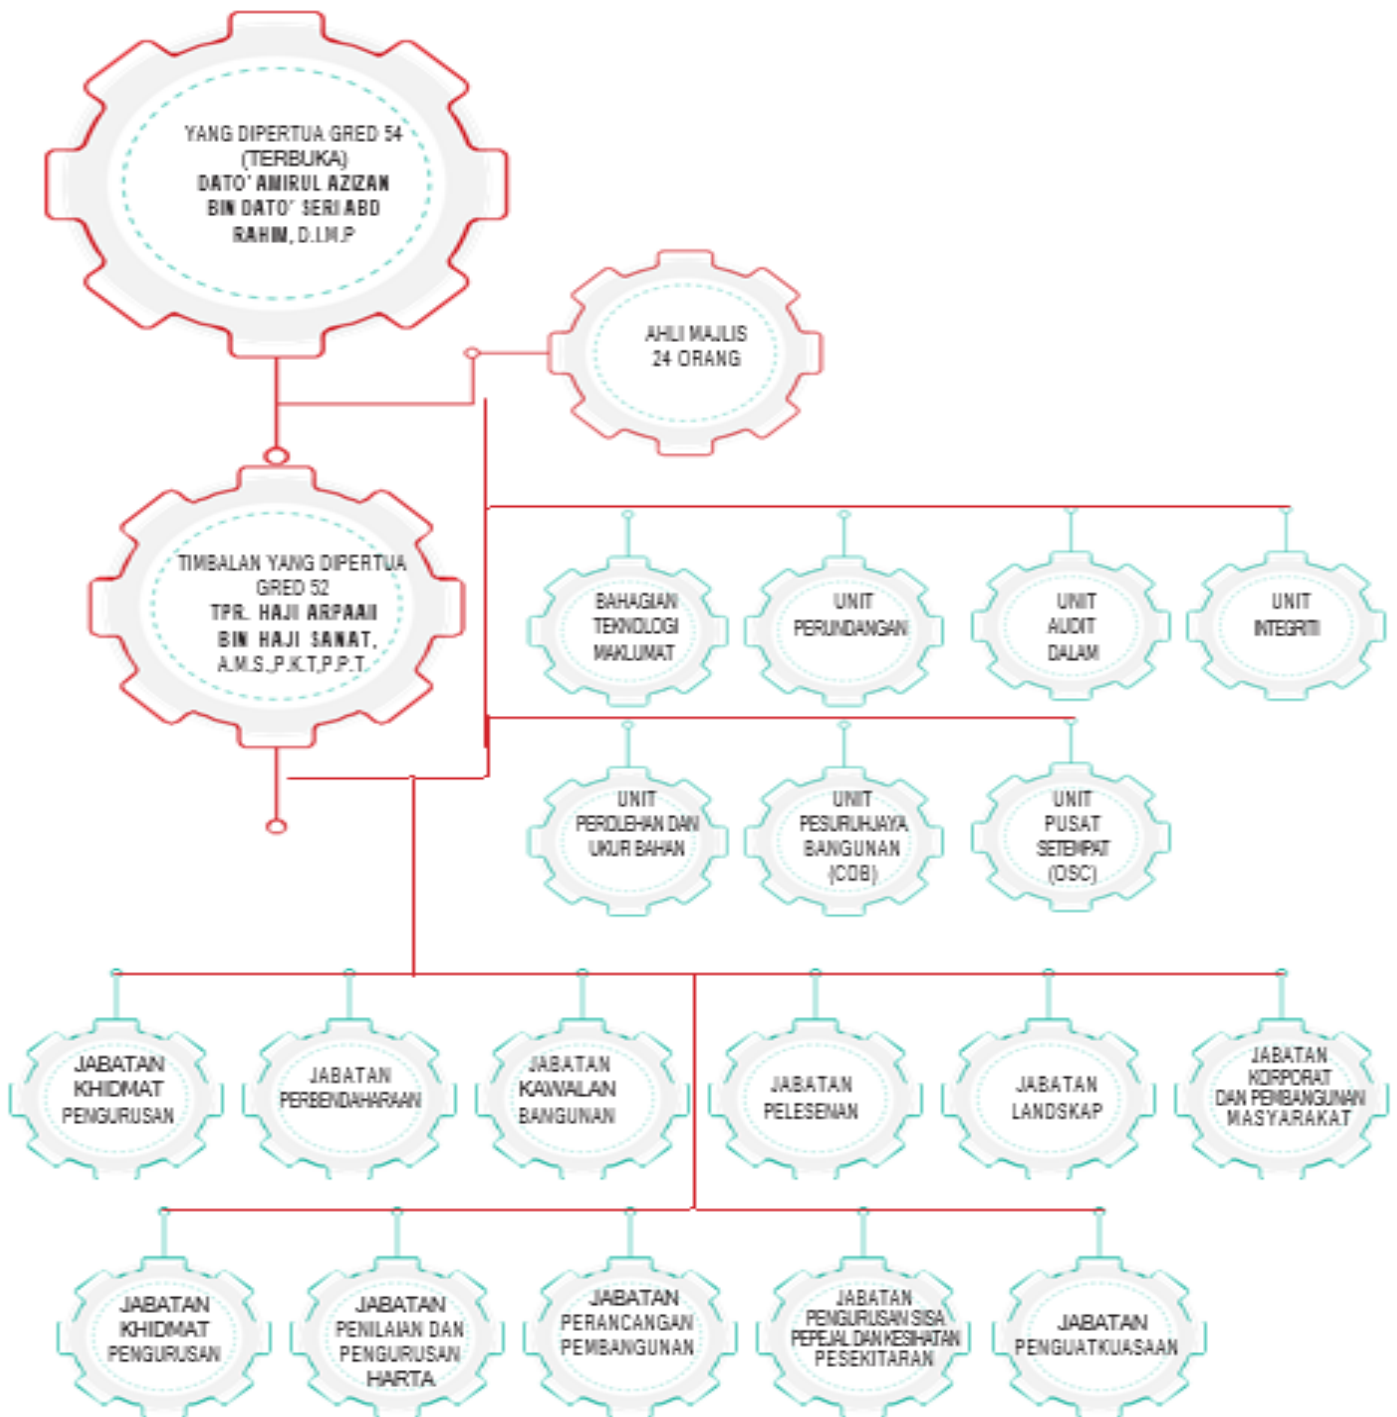 YANG DIPERTUA GRED 54
(TERBUKA)
DATO' AMIRUL AZIZAN
BIN DATO' SERI ABD
RAHIM, D.I.M.P
AHLI MAJLIS
24 ORANG
TIMBALAN YANG DIPERTUA
GRED 52
TPR. HAJI ARPAAII
BIN HAJI SANAT,
A.M.S.,P.K.T,P.P.T.
BAHAGIAN
TEKNOLOGI
MAKLUMAT
UNIT
PERUNDANGAN
UNIT
AUDIT
DALAM
UNIT
INTEGRITI
UNIT
PEROLEHAN DAN
UKUR BAHAN
UNIT
PESURUHJAYA
BANGUNAN
(COB)
UNIT
PUSAT
SETEMPAT
(OSC)
JABATAN
KHIDMAT
PENGURUSAN
JABATAN
PERBENDAHARAAN
JABATAN
KAWALAN
BANGUNAN
JABATAN
PELESENAN
JABATAN
LANDSKAP
JABATAN
KORPORAT
DAN PEMBANGUNAN
MASYARAKAT
JABATAN
KHIDMAT
PENGURUSAN
JABATAN
PENILAIAN DAN
PENGURUSAN
HARTA
JABATAN
PERANCANGAN
PEMBANGUNAN
JABATAN
PENGURUSAN SISA
PEPEJAL DAN KESIHATAN
PESEKITARAN
JABATAN
PENGUATKUASAAN